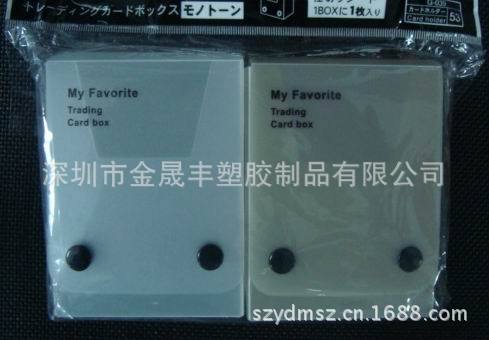 トレーディングカードボックス モノトーン
1BOXに1枚入り
カードホルダー
Card holder 53
My Favorite
Trading
Card box
My Favorite
Trading
Card box
深圳市金晟丰塑胶制品有限公司
szydmsz.cn.1688.com